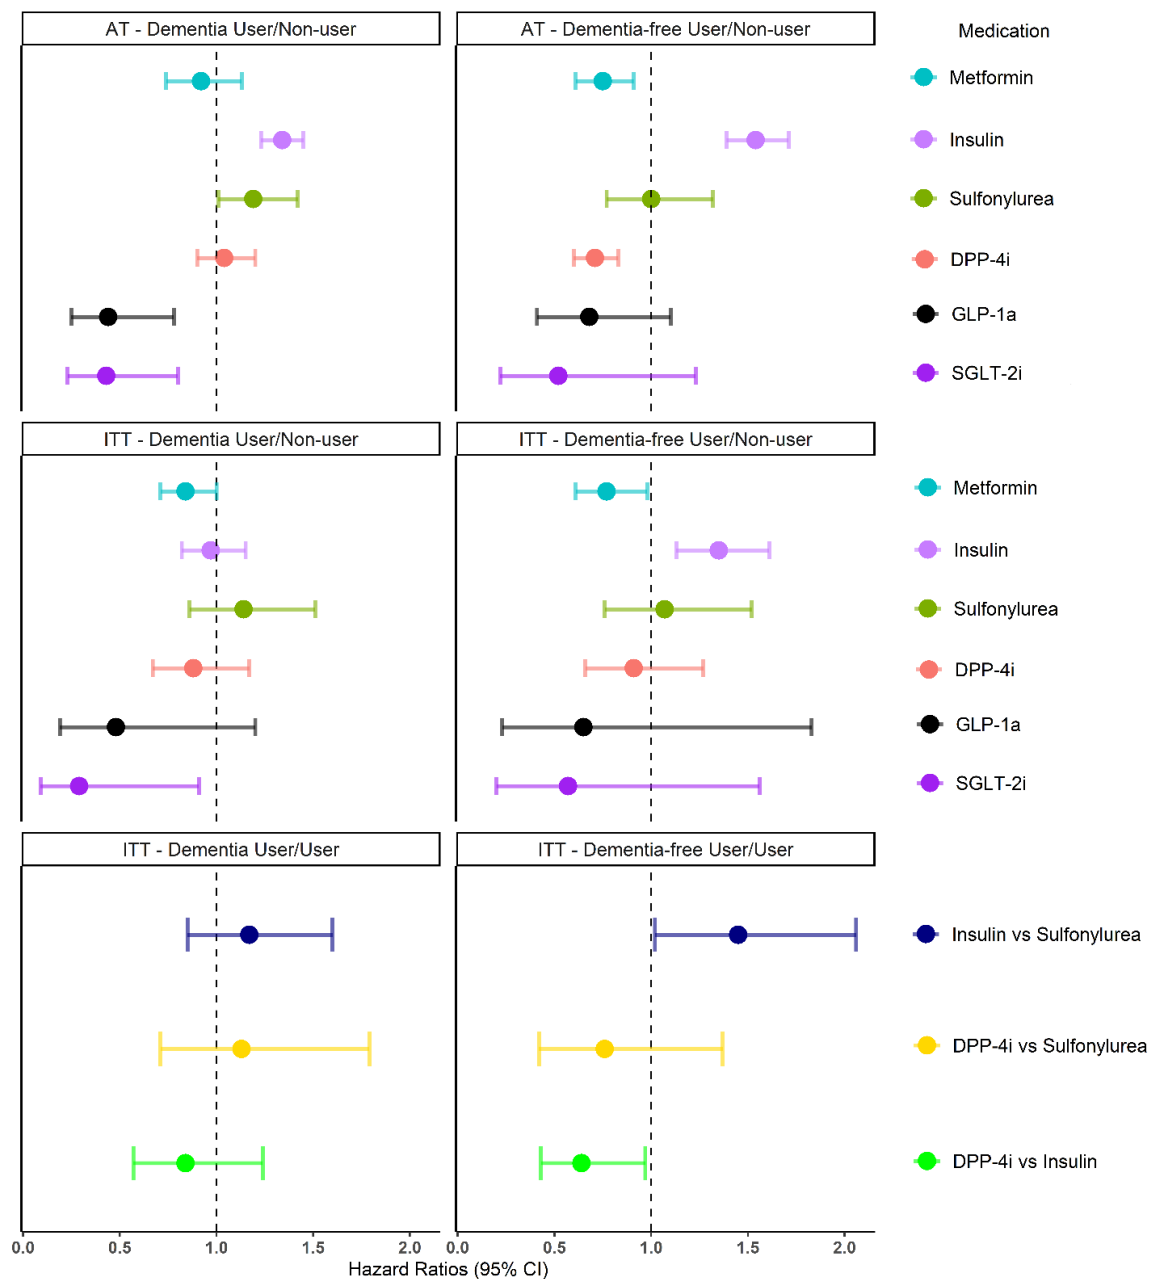 AT - Dementia User/Non-user
AT - Dementia-free User/Non-user
Medication
Metformin
Insulin
Sulfonylurea
DPP-4i
GLP-1a
SGLT-2i
ITT - Dementia User/Non-user
ITT - Dementia-free User/Non-user
Metformin
Insulin
Sulfonylurea
DPP-4i
GLP-1a
SGLT-2i
ITT - Dementia User/User
ITT - Dementia-free User/User
Insulin vs Sulfonylurea
DPP-4i vs Sulfonylurea
DPP-4i vs Insulin
0.0 0.5 1.0 1.5 2.0
0.0 0.5 1.0 1.5 2.0
Hazard Ratios (95% CI)